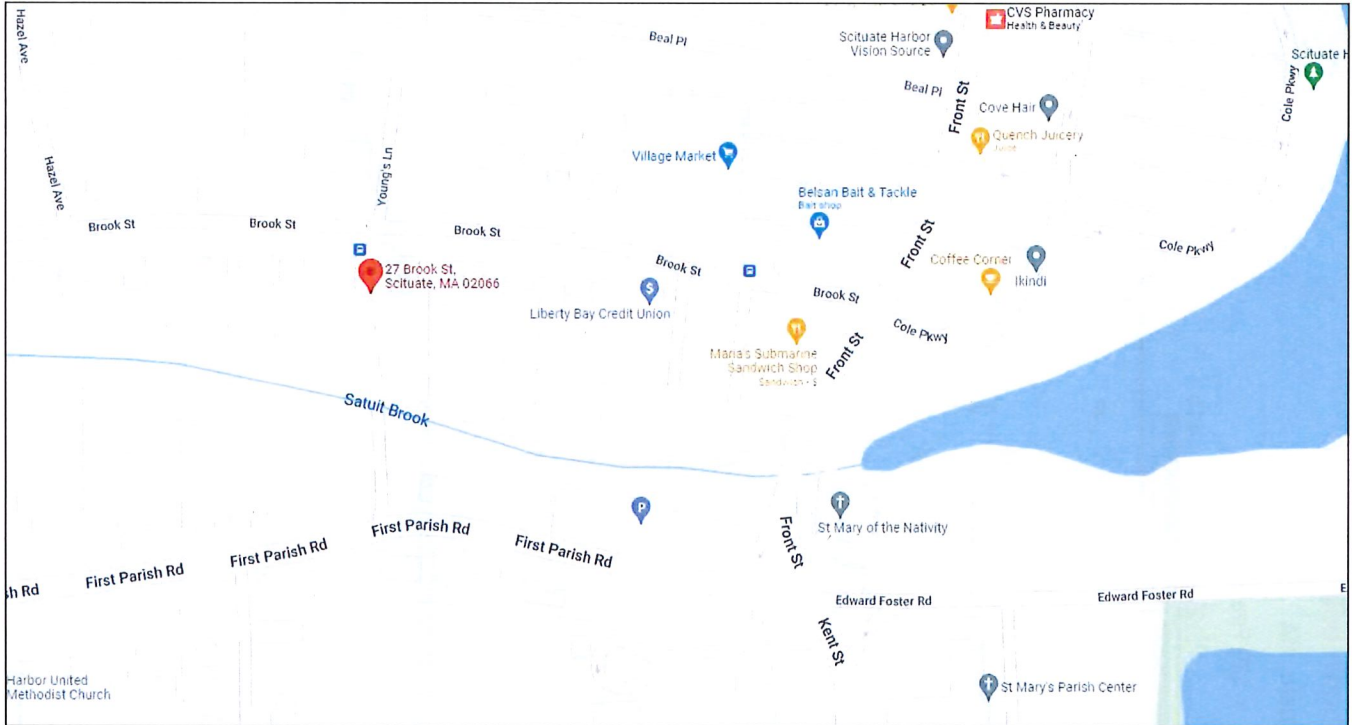 Hazel Ave
Beal Pl
CVS Pharmacy
Health & Beauty
Scituate Harbor
Vision Source
Scituate H
Beal Pl
Front St
Cole Pkwy
Cove Hair
Quench Juicery
Village Market
Hazel Ave
Young's Ln
Belsan Bait & Tackle
Bait shop
Brook St
Brook St
Brook St
Front St
Cole Pkwy
27 Brook St,
Scituate, MA 02066
Brook St
Coffee Corner
Ikindi
Liberty Bay Credit Union
Brook St
Cole Pkwy
Maria's Submarine
Sandwich Shop
Sandwich • $
Front St
Satuit Brook
P
St Mary of the Nativity
First Parish Rd
First Parish Rd
First Parish Rd
First Parish Rd
Front St
sh Rd
Edward Foster Rd
Edward Foster Rd
E
Kent St
Harbor United
Methodist Church
St Mary's Parish Center